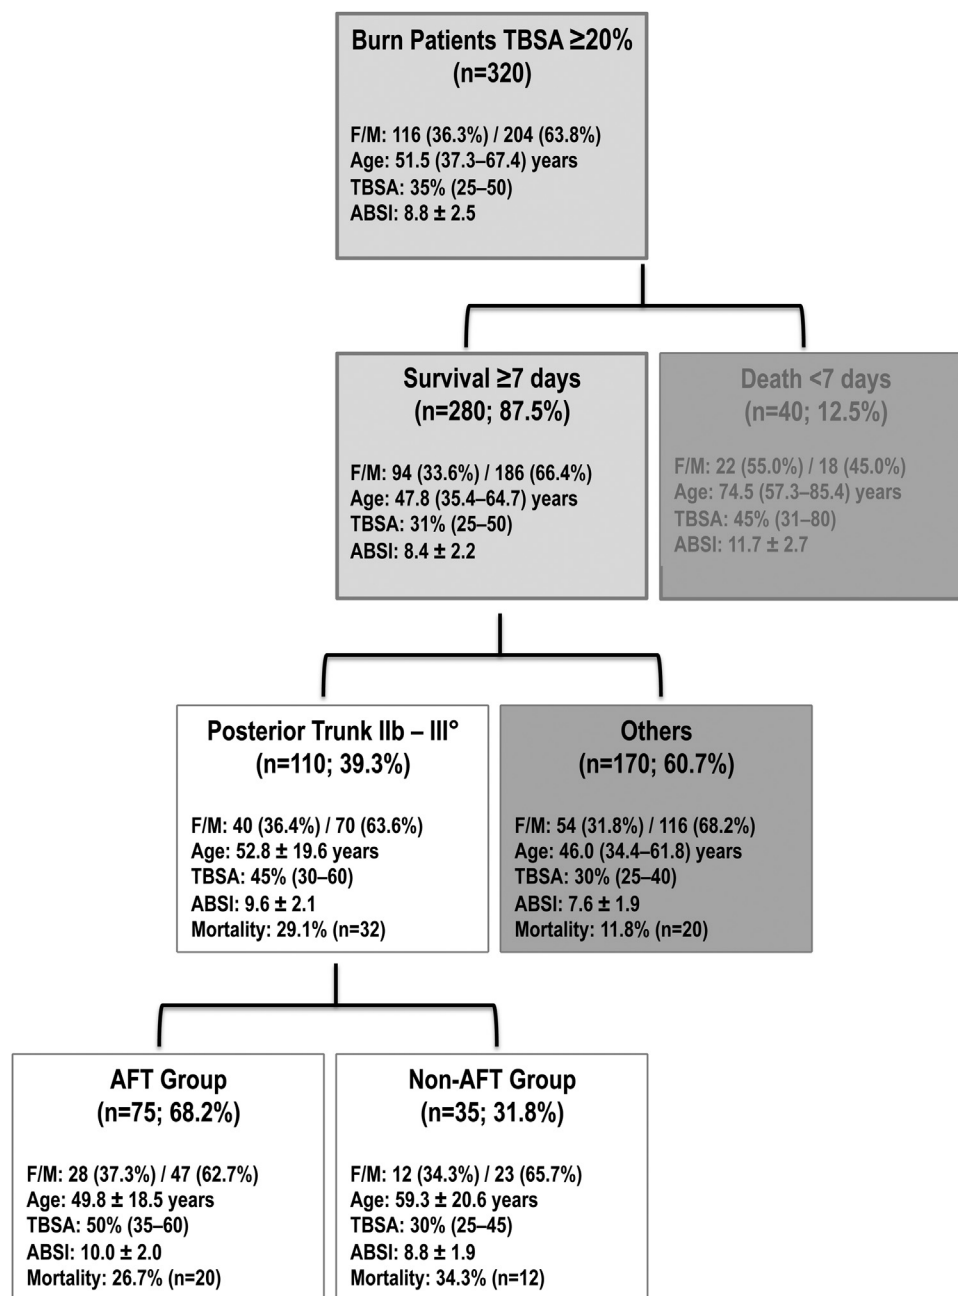 Burn Patients TBSA ≥20%
(n=320)
F/M: 116 (36.3%) / 204 (63.8%)
Age: 51.5 (37.3–67.4) years
TBSA: 35% (25–50)
ABSI: 8.8 ± 2.5
Survival ≥7 days
(n=280; 87.5%)
F/M: 94 (33.6%) / 186 (66.4%)
Age: 47.8 (35.4–64.7) years
TBSA: 31% (25–50)
ABSI: 8.4 ± 2.2
Death <7 days
(n=40; 12.5%)
F/M: 22 (55.0%) / 18 (45.0%)
Age: 74.5 (57.3–85.4) years
TBSA: 45% (31–80)
ABSI: 11.7 ± 2.7
Posterior Trunk IIb – III°
(n=110; 39.3%)
F/M: 40 (36.4%) / 70 (63.6%)
Age: 52.8 ± 19.6 years
TBSA: 45% (30–60)
ABSI: 9.6 ± 2.1
Mortality: 29.1% (n=32)
Others
(n=170; 60.7%)
F/M: 54 (31.8%) / 116 (68.2%)
Age: 46.0 (34.4–61.8) years
TBSA: 30% (25–40)
ABSI: 7.6 ± 1.9
Mortality: 11.8% (n=20)
AFT Group
(n=75; 68.2%)
F/M: 28 (37.3%) / 47 (62.7%)
Age: 49.8 ± 18.5 years
TBSA: 50% (35–60)
ABSI: 10.0 ± 2.0
Mortality: 26.7% (n=20)
Non-AFT Group
(n=35; 31.8%)
F/M: 12 (34.3%) / 23 (65.7%)
Age: 59.3 ± 20.6 years
TBSA: 30% (25–45)
ABSI: 8.8 ± 1.9
Mortality: 34.3% (n=12)